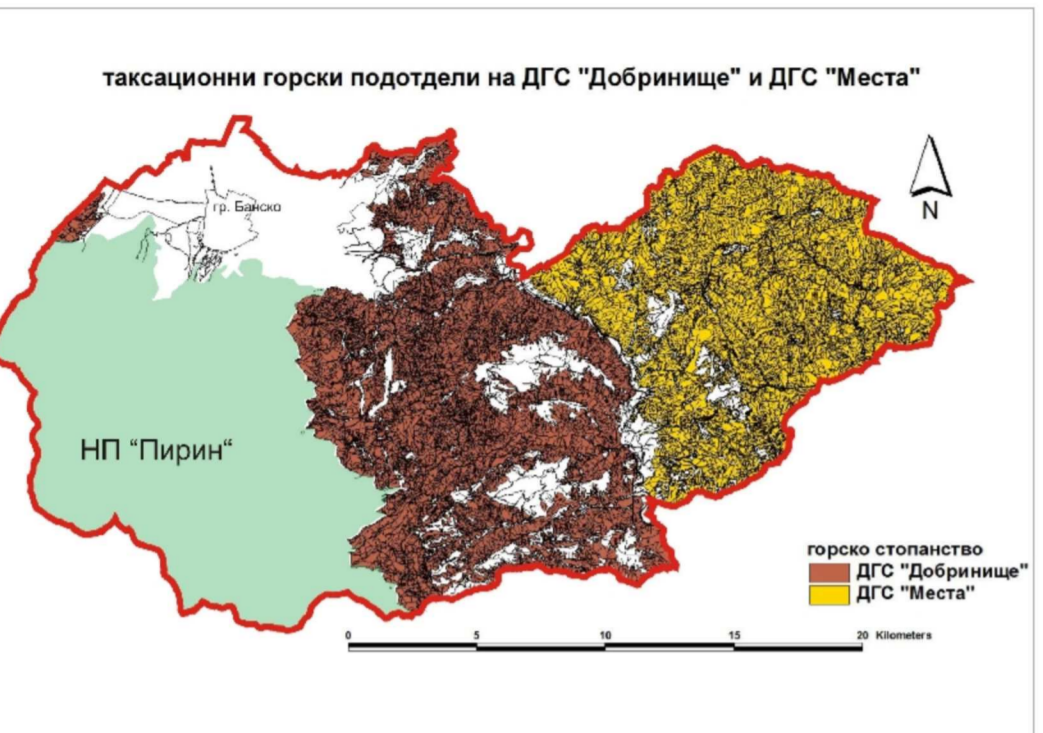 таксационни горски подотдели на ДГС "Добринище" и ДГС "Места"
N
гр. Банско
НП “Пирин“
горско стопанство
ДГС "Добринище"
ДГС "Места"
0 5 10 15 20 Kilometers